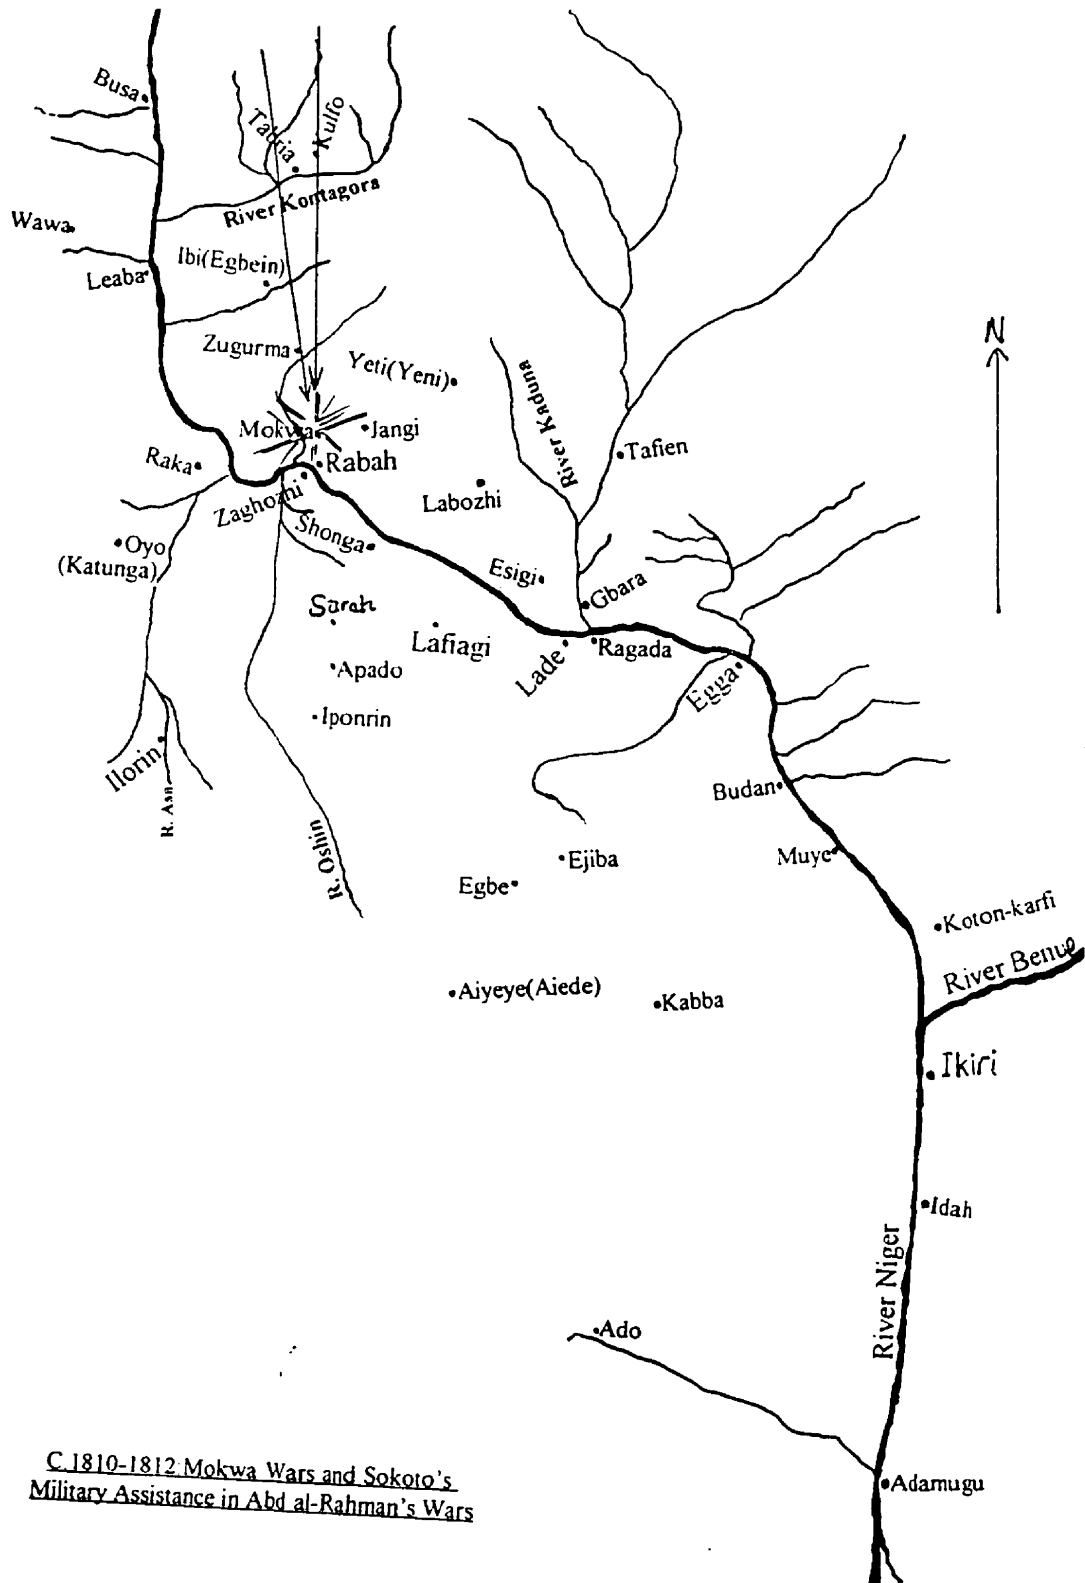 N
Busa
Tabria
Kulfo
River Kontagora
Wawa
Leaba
Ibi(Egbein)
Zugurma
Yeti(Yeni)
River Kaduna
Mokwa
Jangi
Tafien
Raka
Rabah
Zaghozhi
Labozhi
Shonga
Oyo
(Katunga)
Esigi
Gbara
Sarah
Lafiagi
Lade
Ragada
Egga
Apado
Iponrin
Ilorin
R. Asa
Budan
R. Oshin
Ejiba
Muye
Egbe
Koton-karfi
River Benue
Aiyeye(Aiede)
Kabba
Ikiri
Idah
River Niger
Ado
C.1810-1812:Mokwa Wars and Sokoto's
Military Assistance in Abd al-Rahman's Wars
Adamugu